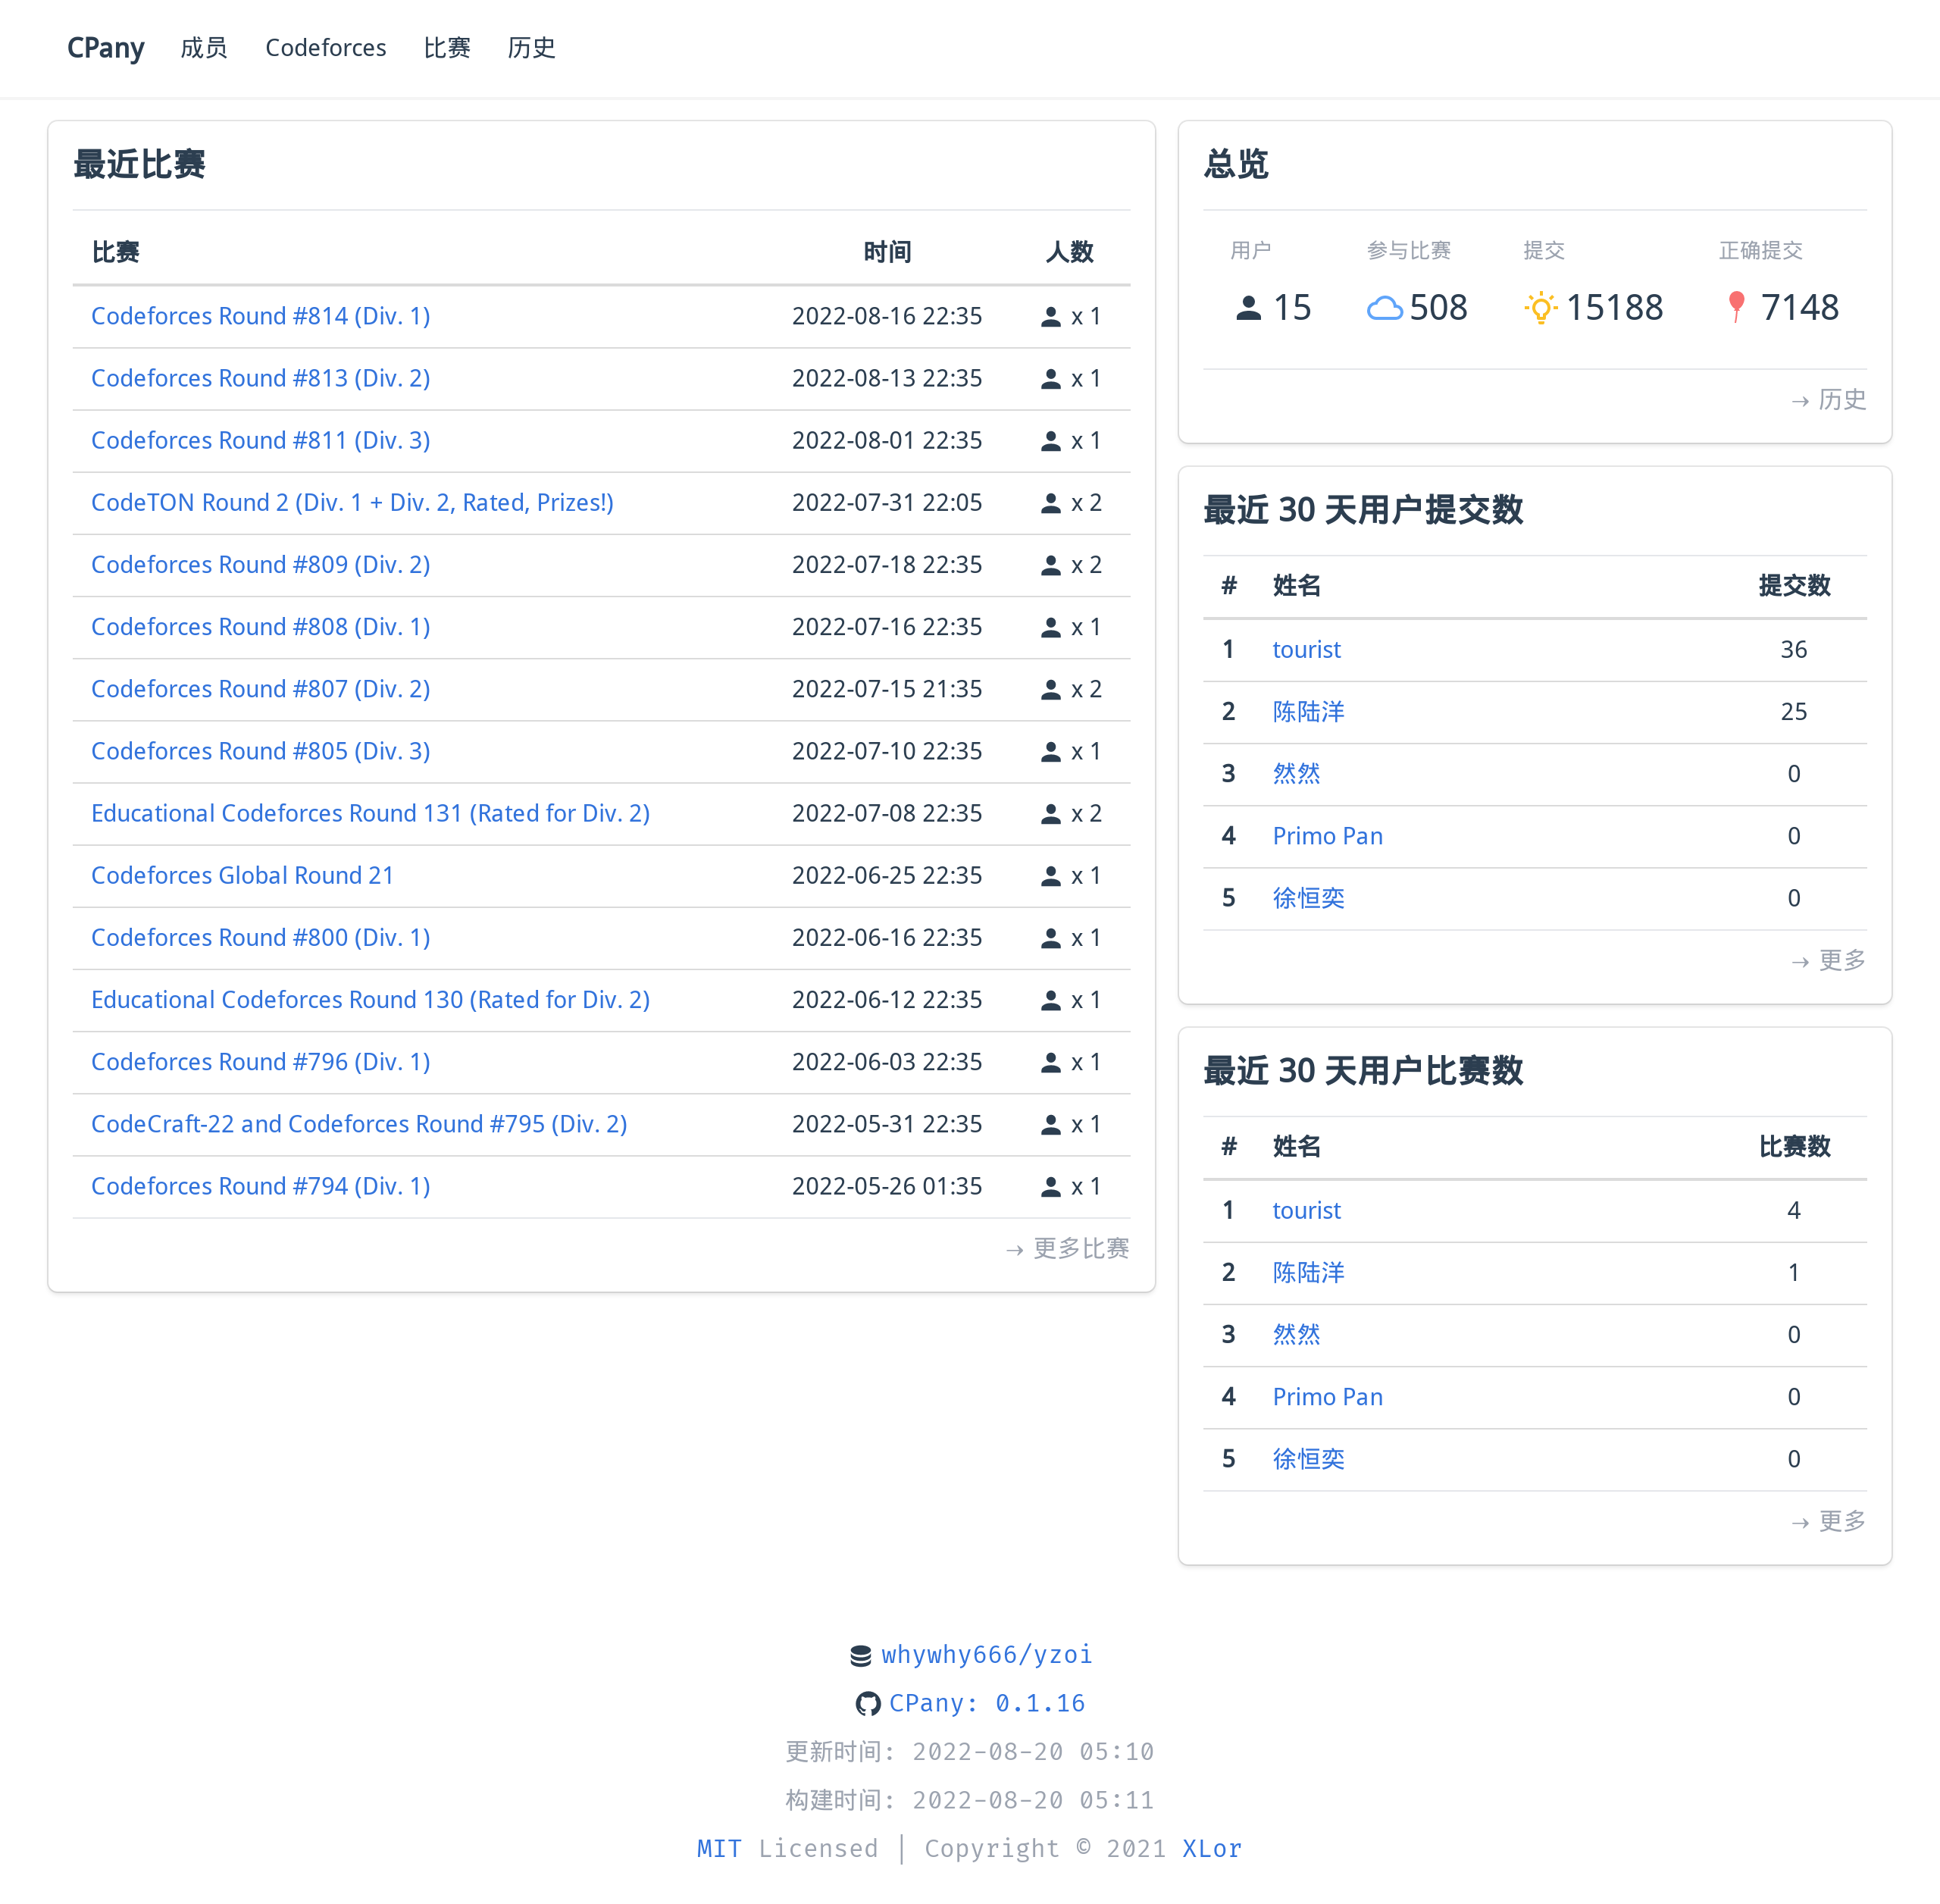 CPany 成员 Codeforces 比赛 历史
最近比赛
比赛 时间 人数
Codeforces Round #814 (Div. 1) 2022-08-16 22:35 x 1
Codeforces Round #813 (Div. 2) 2022-08-13 22:35 x 1
Codeforces Round #811 (Div. 3) 2022-08-01 22:35 x 1
CodeTON Round 2 (Div. 1 + Div. 2, Rated, Prizes!) 2022-07-31 22:05 x 2
Codeforces Round #809 (Div. 2) 2022-07-18 22:35 x 2
Codeforces Round #808 (Div. 1) 2022-07-16 22:35 x 1
Codeforces Round #807 (Div. 2) 2022-07-15 21:35 x 2
Codeforces Round #805 (Div. 3) 2022-07-10 22:35 x 1
Educational Codeforces Round 131 (Rated for Div. 2) 2022-07-08 22:35 x 2
Codeforces Global Round 21 2022-06-25 22:35 x 1
Codeforces Round #800 (Div. 1) 2022-06-16 22:35 x 1
Educational Codeforces Round 130 (Rated for Div. 2) 2022-06-12 22:35 x 1
Codeforces Round #796 (Div. 1) 2022-06-03 22:35 x 1
CodeCraft-22 and Codeforces Round #795 (Div. 2) 2022-05-31 22:35 x 1
Codeforces Round #794 (Div. 1) 2022-05-26 01:35 x 1
→ 更多比赛
总览
用户 参与比赛 提交 正确提交
15 508 15188 7148
→ 历史
最近 30 天用户提交数
# 姓名 提交数
1 tourist 36
2 陈陆洋 25
3 然然 0
4 Primo Pan 0
5 徐恒奕 0
→ 更多
最近 30 天用户比赛数
# 姓名 比赛数
1 tourist 4
2 陈陆洋 1
3 然然 0
4 Primo Pan 0
5 徐恒奕 0
→ 更多
whywhy666/yzoi
CPany: 0.1.16
更新时间: 2022-08-20 05:10
构建时间: 2022-08-20 05:11
MIT Licensed | Copyright © 2021 XLor